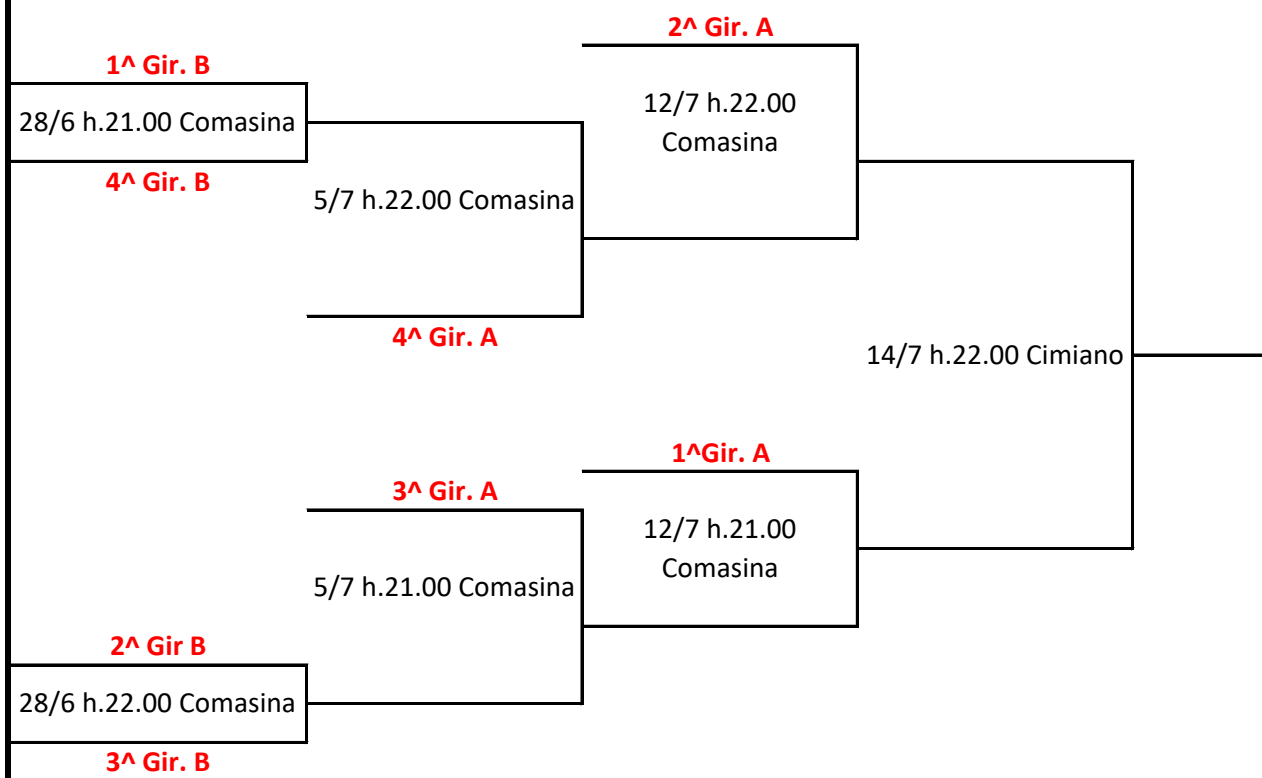 2^ Gir. A
1^ Gir. B
12/7 h.22.00
Comasina
28/6 h.21.00 Comasina
4^ Gir. B
5/7 h.22.00 Comasina
4^ Gir. A
14/7 h.22.00 Cimiano
1^Gir. A
3^ Gir. A
12/7 h.21.00
Comasina
5/7 h.21.00 Comasina
2^ Gir B
28/6 h.22.00 Comasina
3^ Gir. B